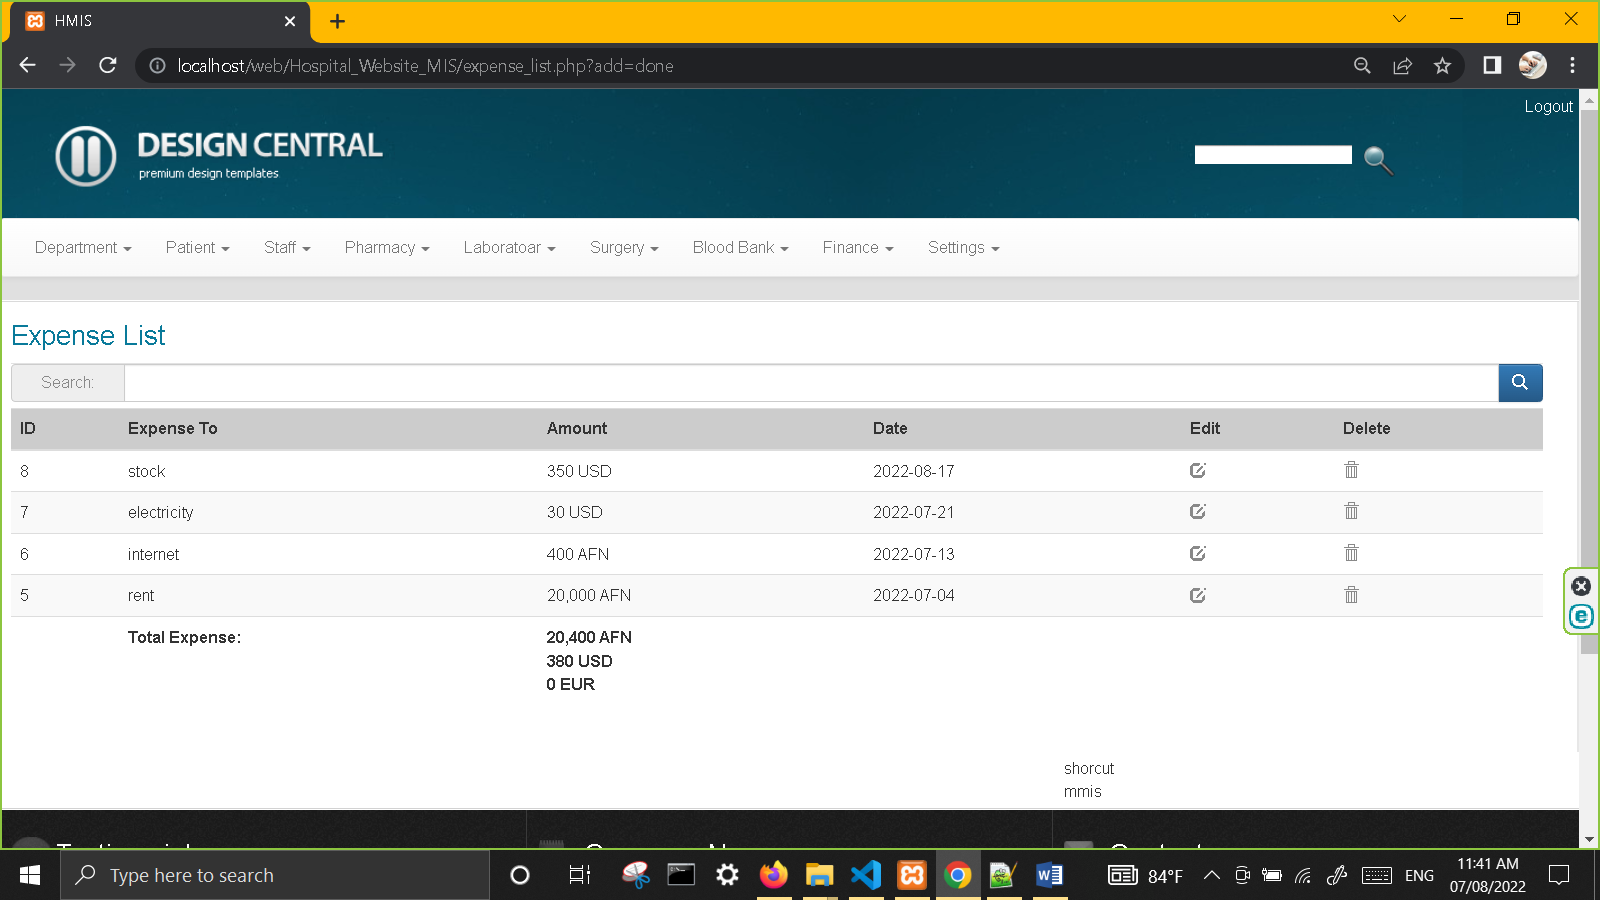 HMIS
localhost/web/Hospital_Website_MIS/expense_list.php?add=done
Logout
DESIGN CENTRAL
premium design templates
Department Patient Staff Pharmacy Laboratoar Surgery Blood Bank Finance Settings
Expense List
Search:
ID Expense To Amount Date Edit Delete
8 stock 350 USD 2022-08-17
7 electricity 30 USD 2022-07-21
6 internet 400 AFN 2022-07-13
5 rent 20,000 AFN 2022-07-04
Total Expense: 20,400 AFN
380 USD
0 EUR
shorcut
mmis
Type here to search
84°F
ENG
11:41 AM
07/08/2022